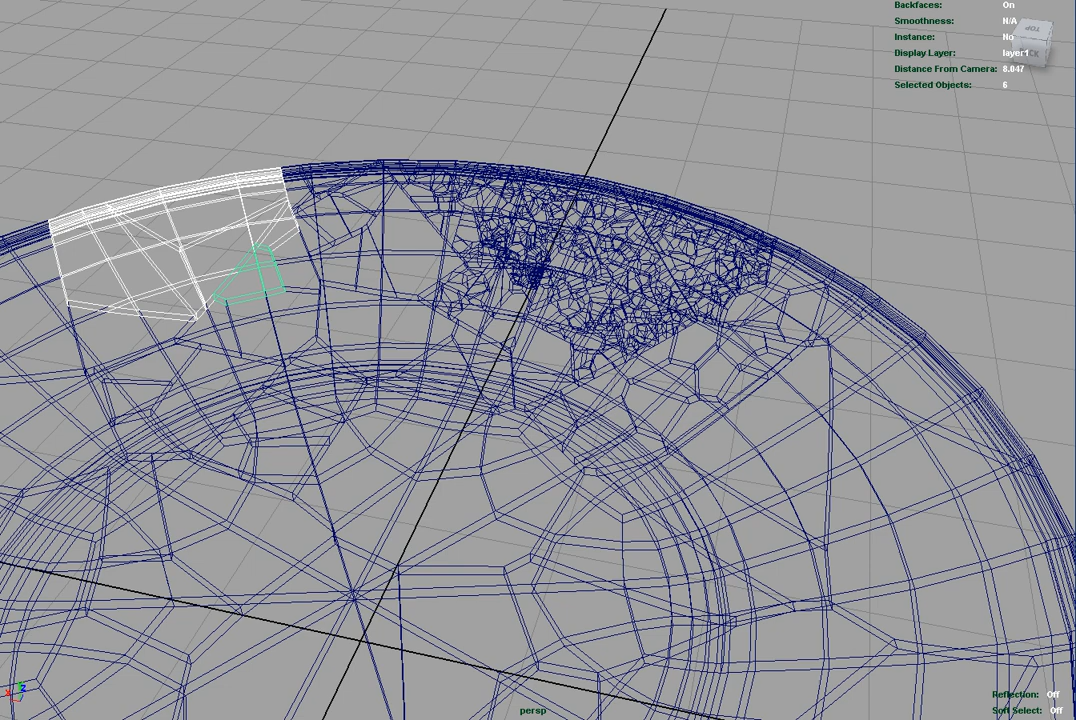 Backfaces: On
Smoothness: N/A
Instance: No
Display Layer: layer1
Distance From Camera: 8.047
Selected Objects: 6
TOP
Reflection: Off
Soft Select: Off
persp
X
Z